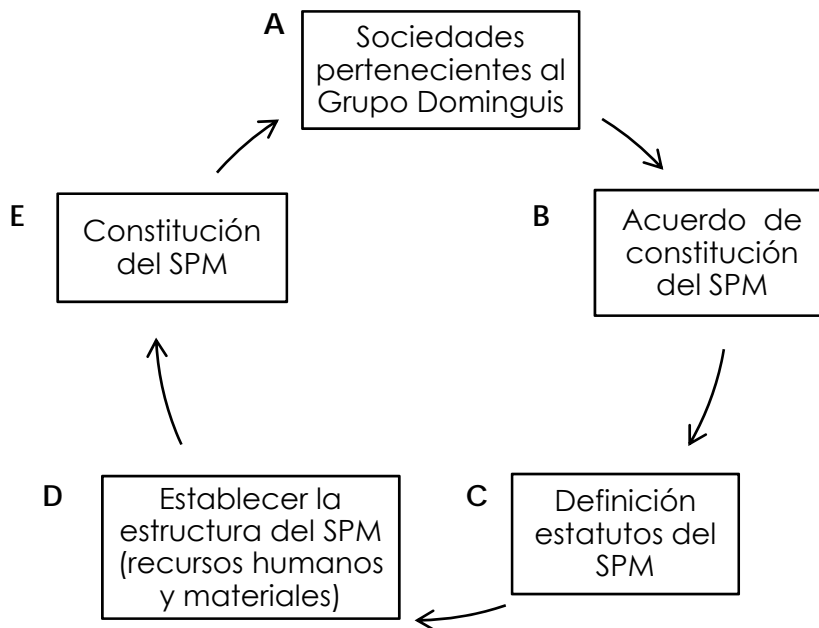 A
Sociedades
pertenecientes al
Grupo Dominguis
B
Acuerdo de
constitución
del SPM
C
Definición
estatutos del
SPM
D
Establecer la
estructura del SPM
(recursos humanos
y materiales)
E
Constitución
del SPM